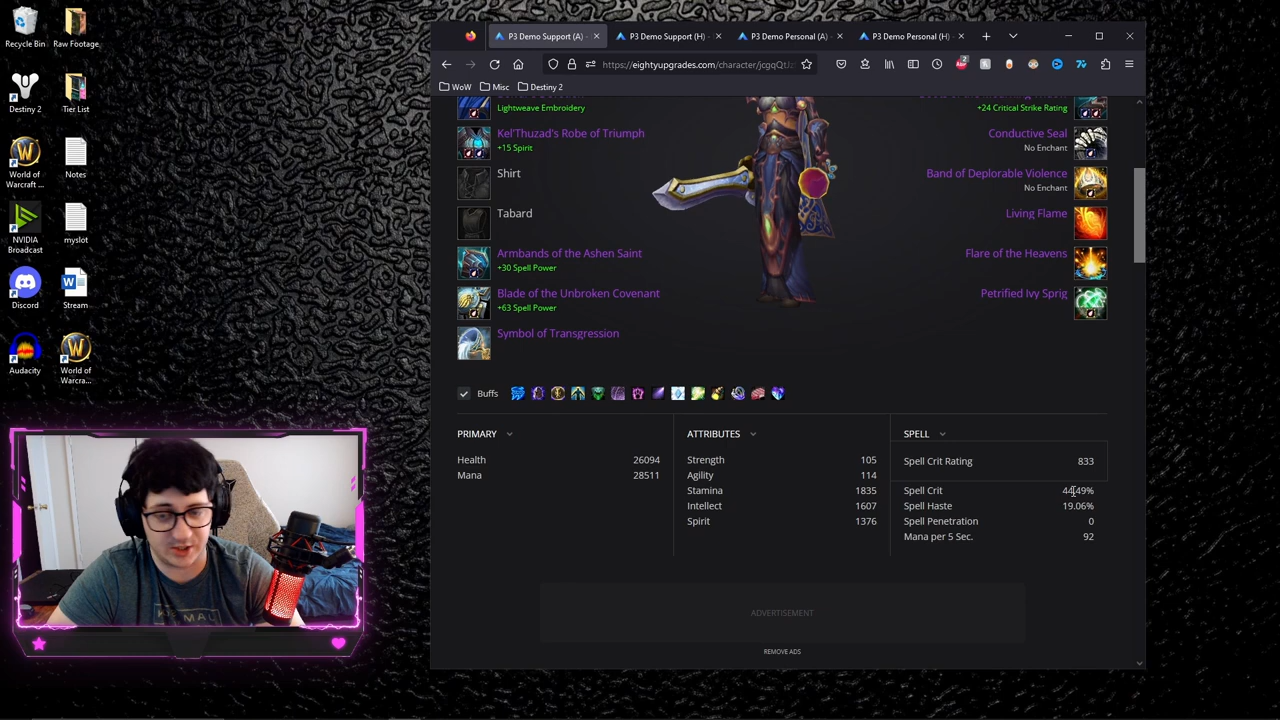 Recycle Bin
Raw Footage
Destiny 2
Tier List
World of
Warcraft ...
Notes
NVIDIA
Broadcast
myslot
Discord
Stream
Audacity
World of
Warcra...
P3 Demo Support (A)
P3 Demo Support (H)
P3 Demo Personal (A)
P3 Demo Personal (H)
2
https://eightyupgrades.com/character/jcgqQtJz
WoW
Misc
Destiny 2
Lightweave Embroidery
+24 Critical Strike Rating
Kel'Thuzad's Robe of Triumph
+15 Spirit
Conductive Seal
No Enchant
Shirt
Band of Deplorable Violence
No Enchant
Tabard
Living Flame
Armbands of the Ashen Saint
+30 Spell Power
Flare of the Heavens
Blade of the Unbroken Covenant
+63 Spell Power
Petrified Ivy Sprig
Symbol of Transgression
Buffs
PRIMARY
Health 26094
Mana 28511
ATTRIBUTES
Strength 105
Agility 114
Stamina 1835
Intellect 1607
Spirit 1376
SPELL
Spell Crit Rating 833
Spell Crit 44.49%
Spell Haste 19.06%
Spell Penetration 0
Mana per 5 Sec. 92
ADVERTISEMENT
REMOVE ADS